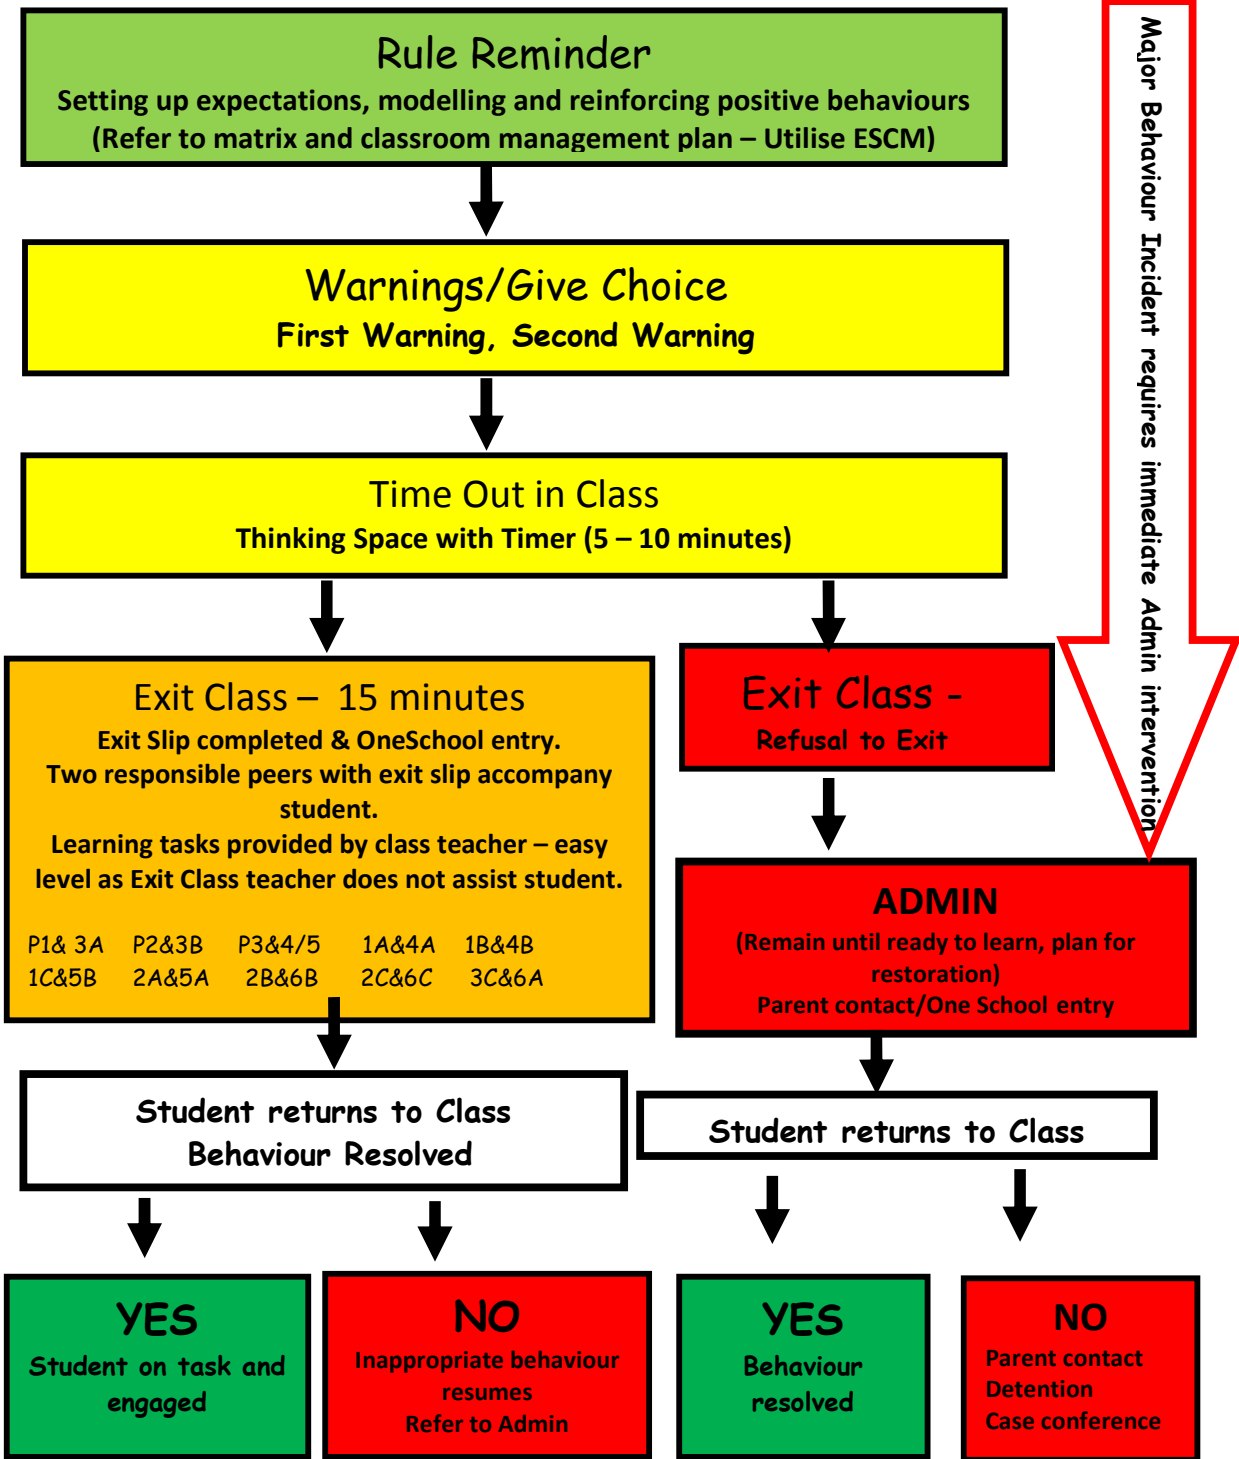 Rule Reminder
Setting up expectations, modelling and reinforcing positive behaviours
(Refer to matrix and classroom management plan – Utilise ESCM)
Major Behaviour Incident requires immediate Admin intervention
Warnings/Give Choice
First Warning, Second Warning
Time Out in Class
Thinking Space with Timer (5 – 10 minutes)
Exit Class – 15 minutes
Exit Slip completed & OneSchool entry.
Two responsible peers with exit slip accompany
student.
Learning tasks provided by class teacher – easy
level as Exit Class teacher does not assist student.
P1& 3A P2&3B P3&4/5 1A&4A 1B&4B
1C&5B 2A&5A 2B&6B 2C&6C 3C&6A
Exit Class -
Refusal to Exit
ADMIN
(Remain until ready to learn, plan for
restoration)
Parent contact/One School entry
Student returns to Class
Behaviour Resolved
Student returns to Class
YES
Student on task and
engaged
NO
Inappropriate behaviour
resumes
Refer to Admin
YES
Behaviour
resolved
NO
Parent contact
Detention
Case conference